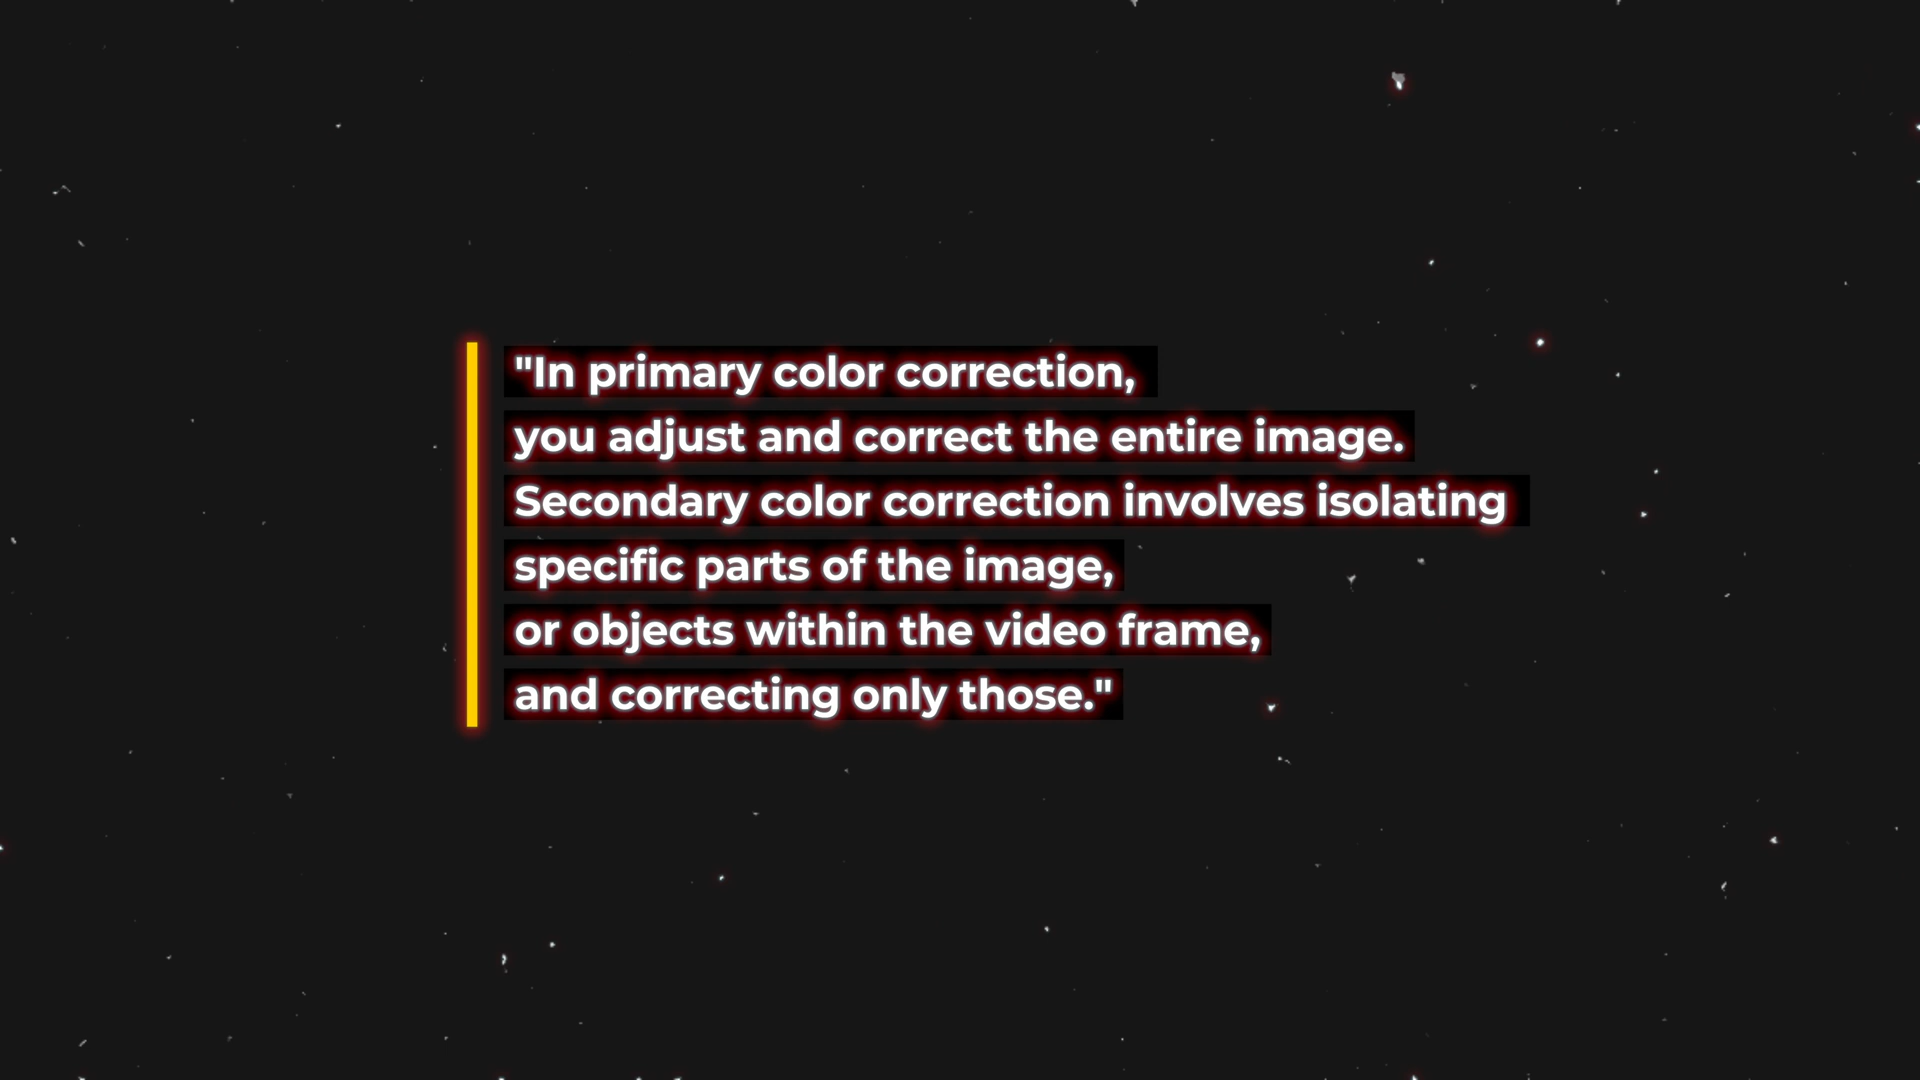 "In primary color correction,
you adjust and correct the entire image.
Secondary color correction involves isolating
specific parts of the image,
or objects within the video frame,
and correcting only those."